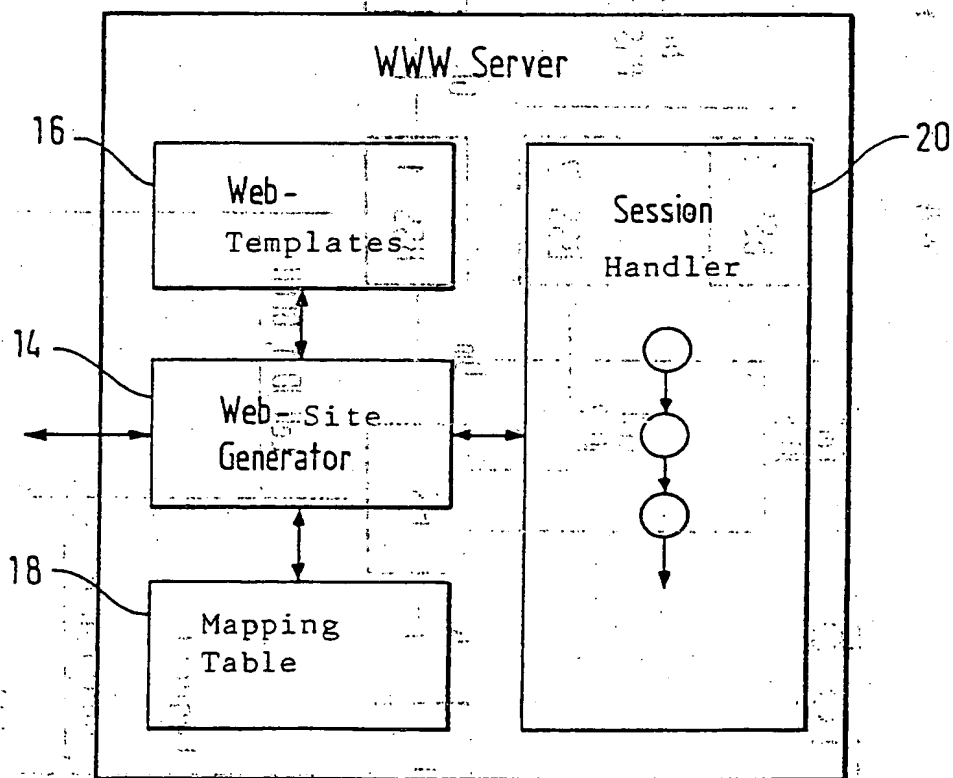 WWW Server
16
20
Web-
Templates
Session
Handler
14
Web-Site
Generator
18
Mapping
Table